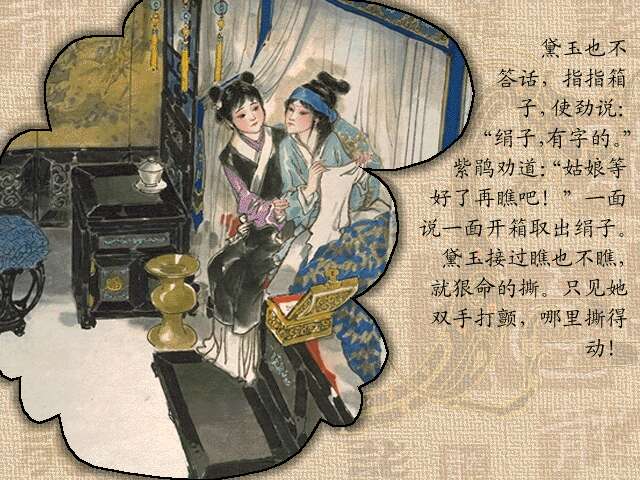 黛玉也不
答话，指指箱
子,使劲说：
“绢子,有字的。”
紫鹃劝道：“姑娘等
好了再瞧吧！”一面
说一面开箱取出绢子。
黛玉接过瞧也不瞧，
就狠命的撕。只见她
双手打颤，哪里撕得
动！